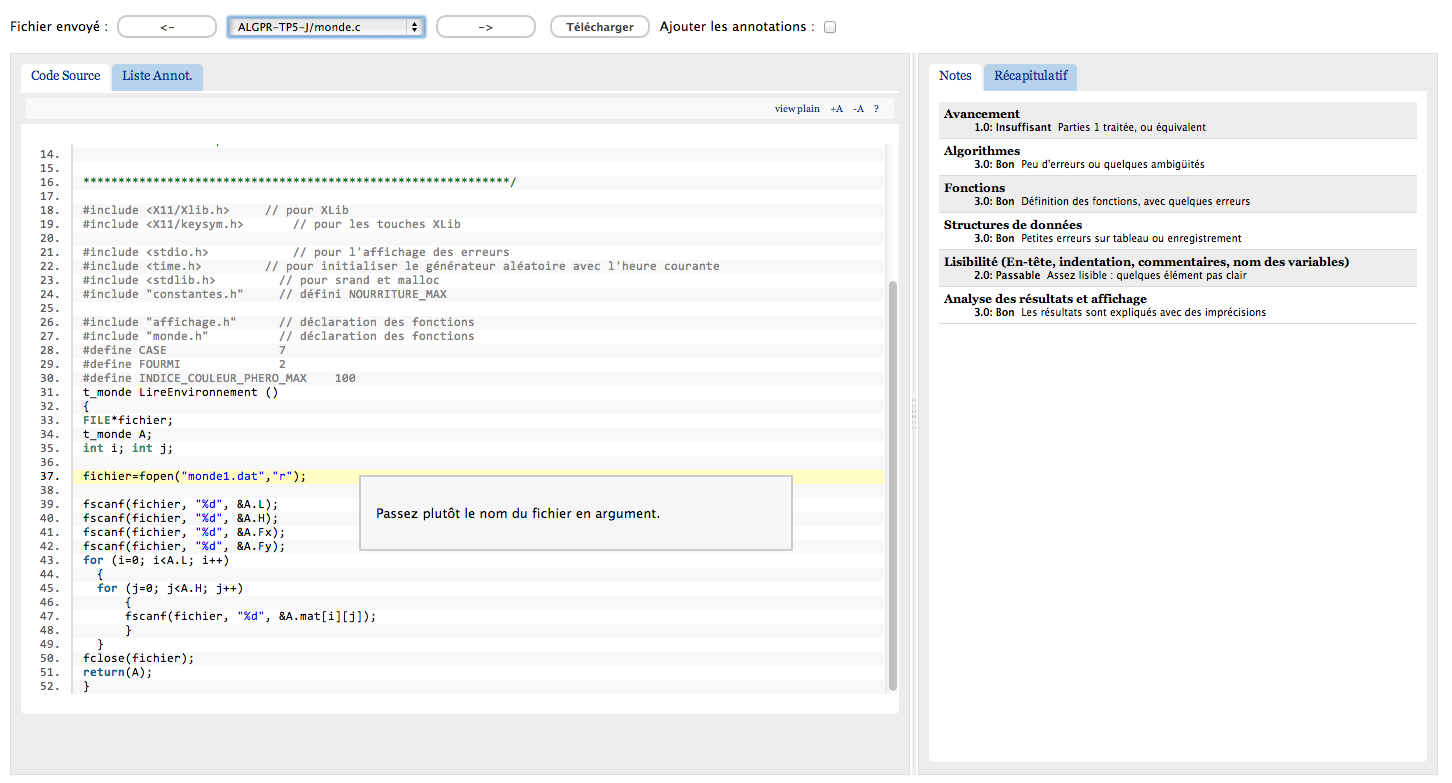 Fichier envoyé : <- ALGPR-TP5-J/monde.c -> Télécharger Ajouter les annotations :
Code Source Liste Annot.
view plain +A -A ?
14.
15.
16. *************************************************************/
17.
18. #include <X11/Xlib.h> // pour XLib
19. #include <X11/keysym.h> // pour les touches XLib
20.
21. #include <stdio.h> // pour l'affichage des erreurs
22. #include <time.h> // pour initialiser le générateur aléatoire avec l'heure courante
23. #include <stdlib.h> // pour srand et malloc
24. #include "constantes.h" // défini NOURRITURE_MAX
25.
26. #include "affichage.h" // déclaration des fonctions
27. #include "monde.h" // déclaration des fonctions
28. #define CASE 7
29. #define FOURMI 2
30. #define INDICE_COULEUR_PHERO_MAX 100
31. t_monde LireEnvironnement ()
32. {
33. FILE*fichier;
34. t_monde A;
35. int i; int j;
36.
37. fichier=fopen("monde1.dat","r");
38.
39. fscanf(fichier, "%d", &A.L);
40. fscanf(fichier, "%d", &A.H);
41. fscanf(fichier, "%d", &A.Fx);
42. fscanf(fichier, "%d", &A.Fy);
43. for (i=0; i<A.L; i++)
44. {
45. for (j=0; j<A.H; j++)
46. {
47. fscanf(fichier, "%d", &A.mat[i][j]);
48. }
49. }
50. fclose(fichier);
51. return(A);
52. }
Passez plutôt le nom du fichier en argument.
Notes Récapitulatif
Avancement
1.0: Insuffisant Parties 1 traitée, ou équivalent
Algorithmes
3.0: Bon Peu d'erreurs ou quelques ambigüités
Fonctions
3.0: Bon Définition des fonctions, avec quelques erreurs
Structures de données
3.0: Bon Petites erreurs sur tableau ou enregistrement
Lisibilité (En-tête, indentation, commentaires, nom des variables)
2.0: Passable Assez lisible : quelques élément pas clair
Analyse des résultats et affichage
3.0: Bon Les résultats sont expliqués avec des imprécisions